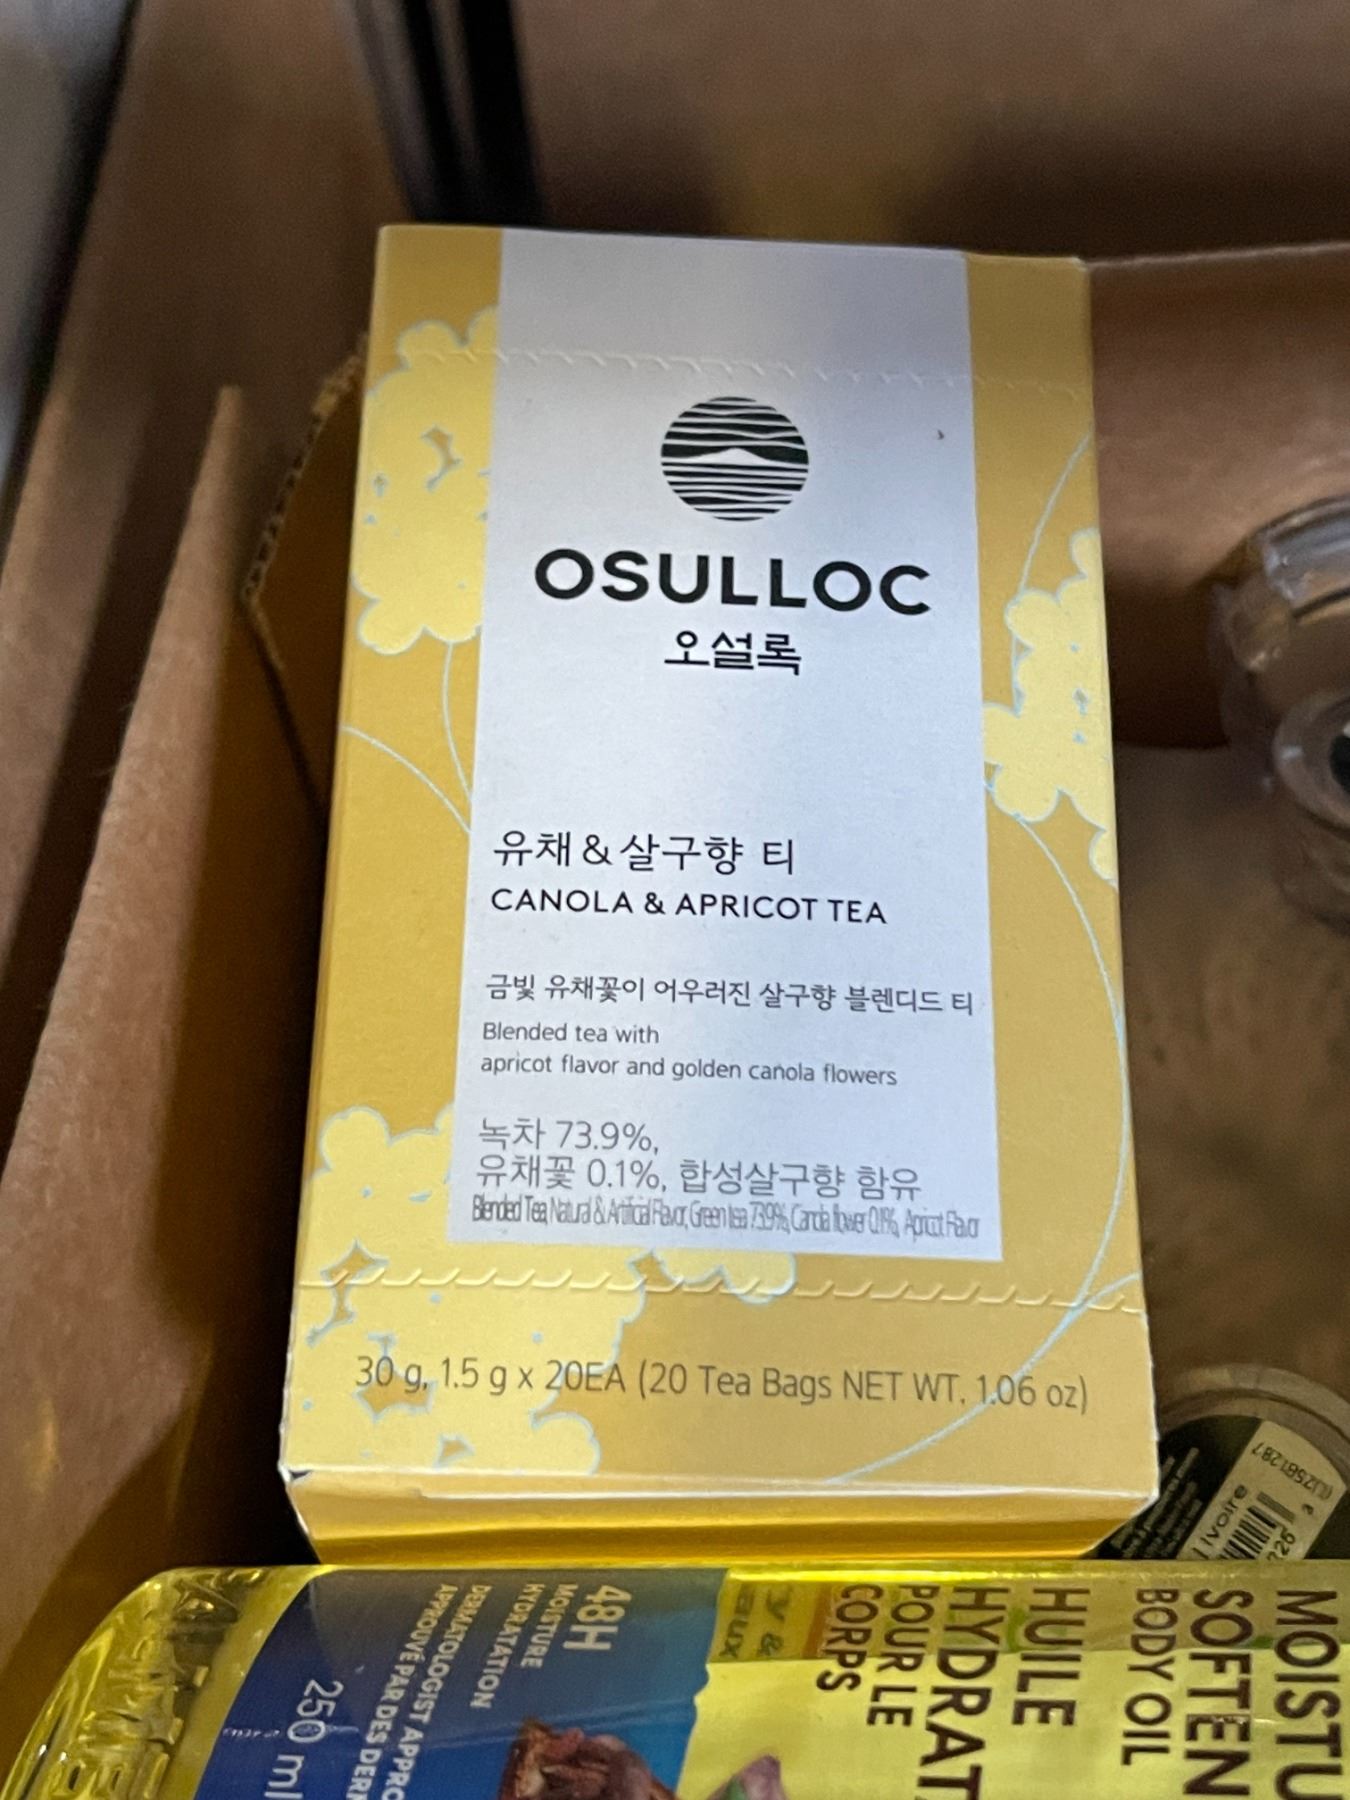 OSULLOC
오설록
유채 & 살구향 티
CANOLA & APRICOT TEA
금빛 유채꽃이 어우러진 살구향 블렌디드 티
Blended tea with
apricot flavor and golden canola flowers
녹차 73.9%,
유채꽃 0.1%, 합성살구향 함유
Blended Tea, Natural & Artificial Flavor, Green tea 73.9%, Canola flower 0.1%, Apricot Flavor
30 g, 1.5 g x 20EA (20 Tea Bags NET WT. 1.06 oz)
Ivoire
MOISTU
SOFTEN
BODY OIL
HUILE
HYDRAT
POUR LE
CORPS
48H
MOISTURE
HYDRATATION
DERMATOLOGIST APPRO
APPROUVÉ PAR DES DERM
250 ml